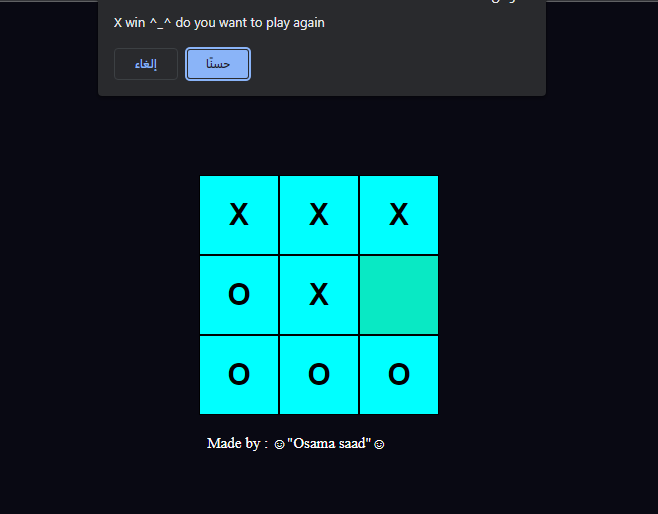 X win ^_^ do you want to play again
إلغاء حسنًا
X X X
O X
O O O
Made by : ☺"Osama saad"☺